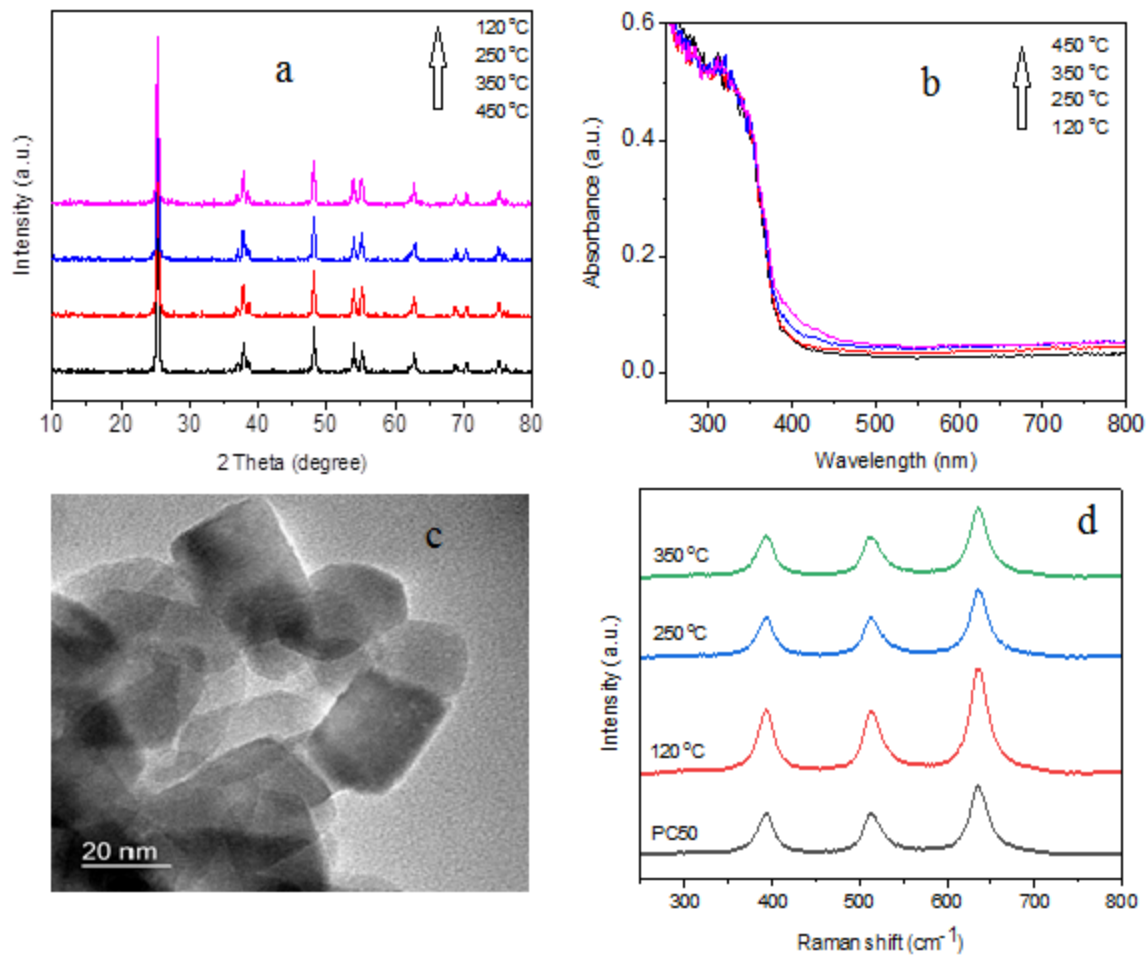 a
120 °C
250 °C
350 °C
450 °C
Intensity (a.u.)
10 20 30 40 50 60 70 80
2 Theta (degree)
b
450 °C
350 °C
250 °C
120 °C
0.6
0.4
0.2
0.0
Absorbance (a.u.)
300 400 500 600 700 800
Wavelength (nm)
c
20 nm
d
350 °C
250 °C
120 °C
PC50
Intensity (a.u.)
300 400 500 600 700 800
Raman shift (cm⁻¹)